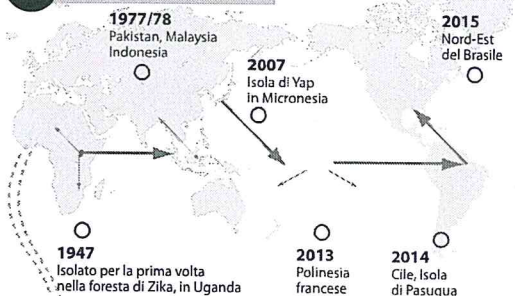 1977/78
Pakistan, Malaysia
Indonesia
2007
Isola di Yap
in Micronesia
2015
Nord-Est
del Brasile
1947
Isolato per la prima volta
nella foresta di Zika, in Uganda
2013
Polinesia
francese
2014
Cile, Isola
di Pasuqua